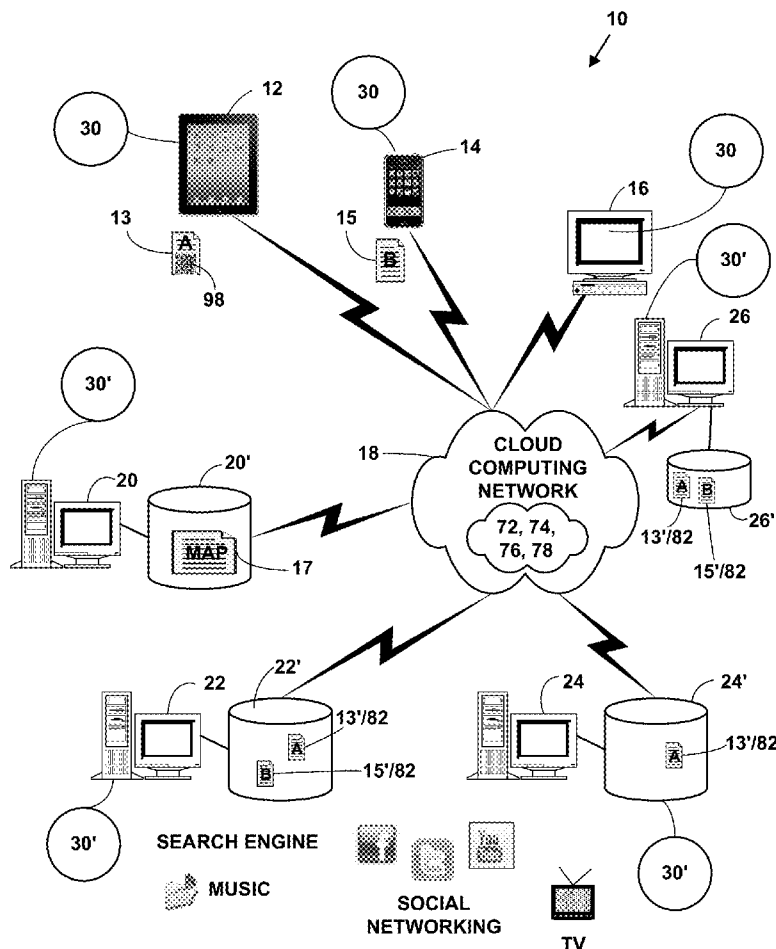 10
12
30
30
14
30
16
13
A
98
15
B
30'
26
30'
18
CLOUD
COMPUTING
NETWORK
72, 74,
76, 78
A
B
13'/82
26'
15'/82
20
20'
MAP
17
22
22'
13'/82
A
B
15'/82
24
24'
A
13'/82
30'
SEARCH ENGINE
MUSIC
SOCIAL
NETWORKING
TV
30'